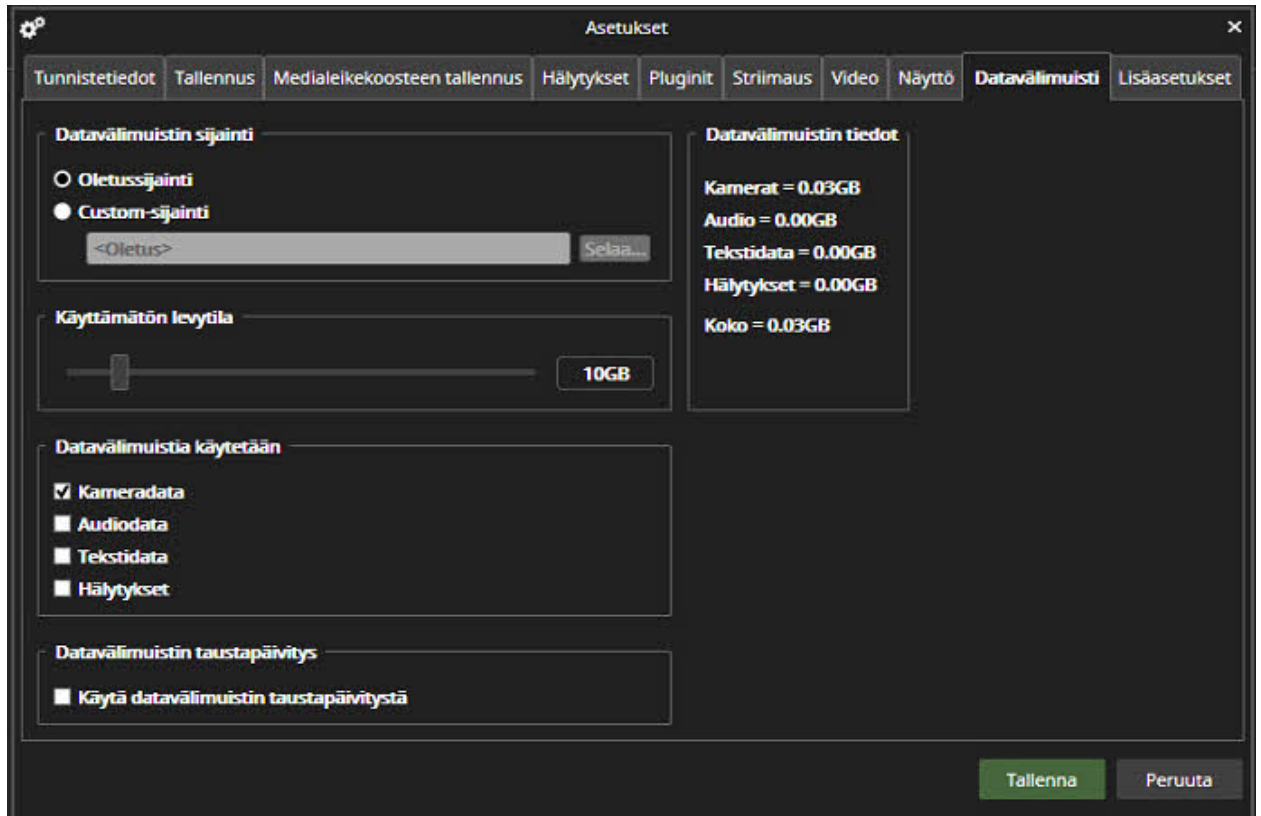 Asetukset
Tunnistetiedot Tallennus Medialeikekoosteen tallennus Hälytykset Pluginit Striimaus Video Näyttö Datavälimuisti Lisäasetukset
Datavälimuistin sijainti
Oletussijainti
Custom-sijainti
<Oletus> Selaa...
Käyttämätön levytila
10GB
Datavälimuistia käytetään
Kameradata
Audiodata
Tekstidata
Hälytykset
Datavälimuistin taustapäivitys
Käytä datavälimuistin taustapäivitystä
Datavälimuistin tiedot
Kamerat = 0.03GB
Audio = 0.00GB
Tekstidata = 0.00GB
Hälytykset = 0.00GB
Koko = 0.03GB
Tallenna Peruuta